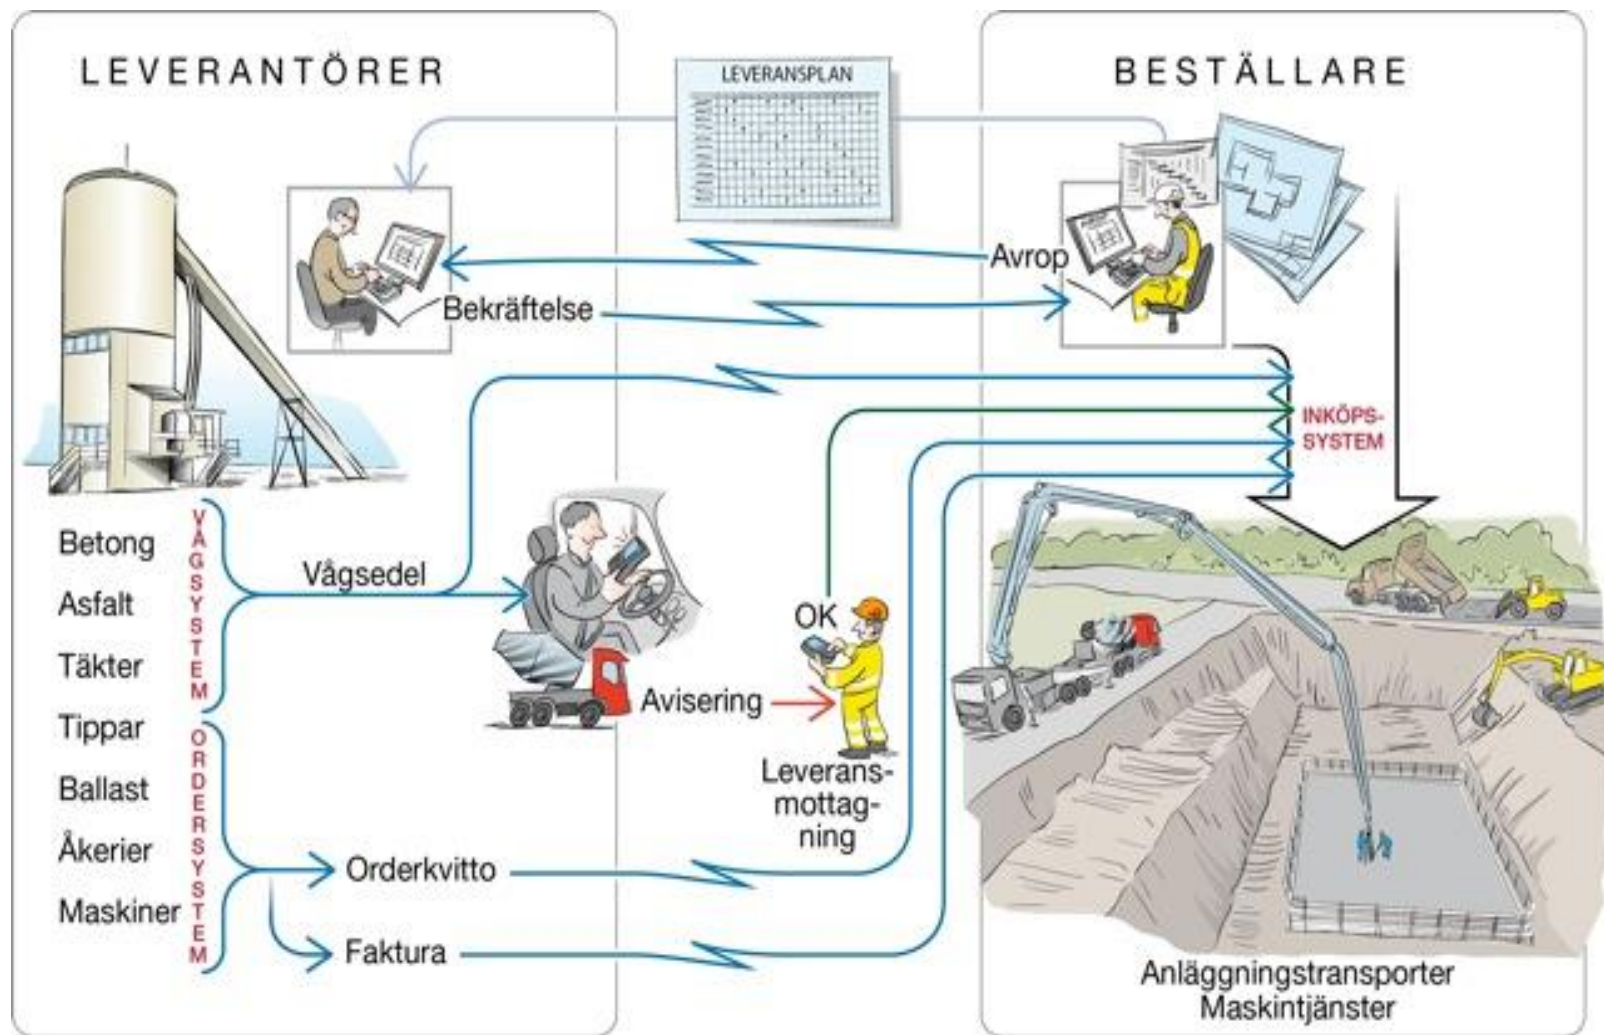 LEVERANTÖRER
LEVERANSPLAN
BESTÄLLARE
Avrop
Bekräftelse
INKÖPS-
SYSTEM
VÅGSYSTEM
Betong
Asfalt
Täkter
Vågsedel
OK
Avisering
Leverans-
mottag-
ning
ORDERSYSTEM
Tippar
Ballast
Åkerier
Maskiner
Orderkvitto
Faktura
Anläggningstransporter
Maskintjänster